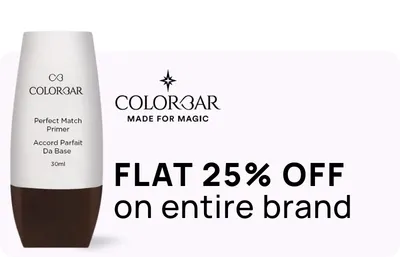 COLORBAR
Perfect Match
Primer
Accord Parfait
Da Base
30ml
COLORBAR
MADE FOR MAGIC
FLAT 25% OFF
on entire brand